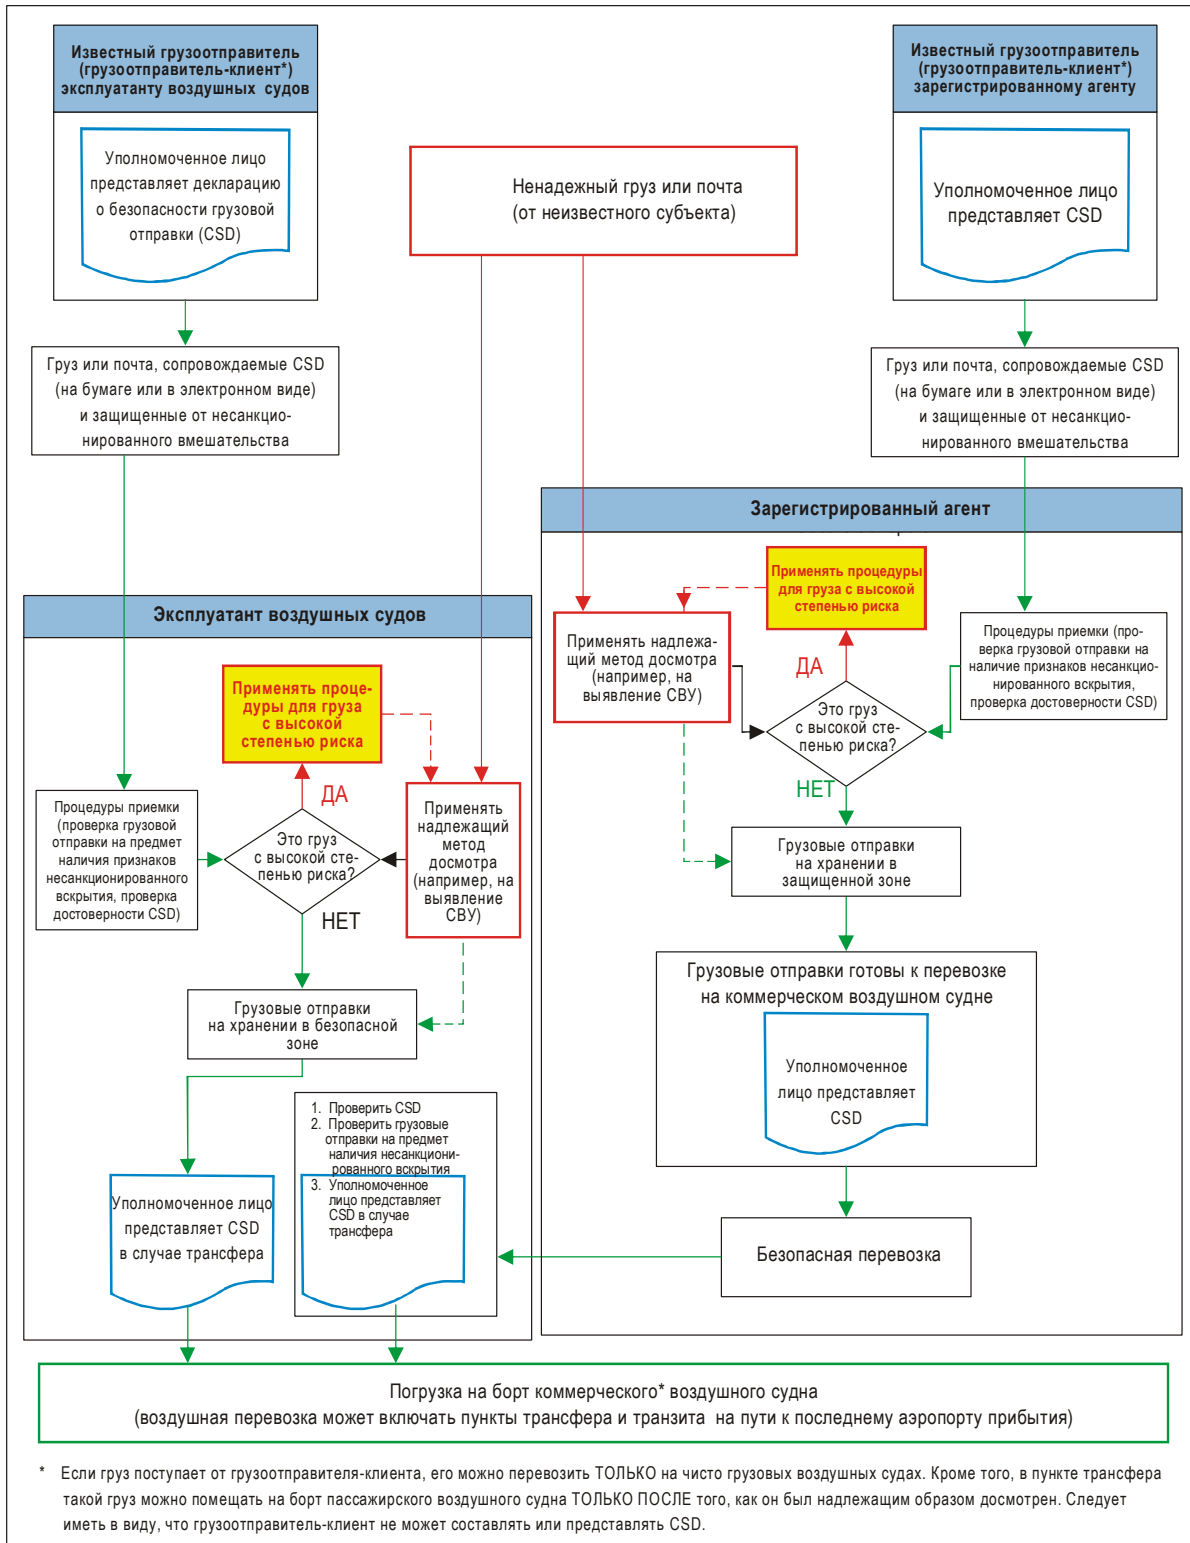 Известный грузоотправитель
(грузоотправитель-клиент*)
эксплуатанту воздушных судов
Уполномоченное лицо
представляет декларацию
о безопасности грузовой
отправки (CSD)
Известный грузоотправитель
(грузоотправитель-клиент*)
зарегистрированному агенту
Уполномоченное лицо
представляет CSD
Ненадежный груз или почта
(от неизвестного субъекта)
Груз или почта, сопровождаемые CSD
(на бумаге или в электронном виде)
и защищенные от несанкцио-
нированного вмешательства
Груз или почта, сопровождаемые CSD
(на бумаге или в электронном виде)
и защищенные от несанкцио-
нированного вмешательства
Зарегистрированный агент
Применять процедуры
для груза с высокой
степенью риска
Применять надлежа-
щий метод досмотра
(например, на
выявление СВУ)
ДА
Процедуры приемки (про-
верка грузовой отправки на
наличие признаков несанкцио-
нированного вскрытия,
проверка достоверности CSD)
Это груз
с высокой сте-
пенью риска?
НЕТ
Грузовые отправки
на хранении в
защищенной зоне
Грузовые отправки готовы к перевозке
на коммерческом воздушном судне
Уполномоченное
лицо представляет
CSD
Безопасная перевозка
Эксплуатант воздушных судов
Применять проце-
дуры для груза
с высокой
степенью риска
ДА
Процедуры приемки
(проверка грузовой
отправки на предмет
наличия признаков
несанкционированного
вскрытия, проверка
достоверности CSD)
Это груз
с высокой сте-
пенью риска?
Применять
надлежащий
метод
досмотра
(например, на
выявление
СВУ)
НЕТ
Грузовые отправки
на хранении в безопасной
зоне
1. Проверить CSD
2. Проверить грузовые
отправки на предмет
наличия несанкциони-
рованного вскрытия
3. Уполномоченное
лицо представляет
CSD в случае
трансфера
Уполномоченное лицо
представляет CSD
в случае трансфера
Погрузка на борт коммерческого* воздушного судна
(воздушная перевозка может включать пункты трансфера и транзита на пути к последнему аэропорту прибытия)
* Если груз поступает от грузоотправителя-клиента, его можно перевозить ТОЛЬКО на чисто грузовых воздушных судах. Кроме того, в пункте трансфера
такой груз можно помещать на борт пассажирского воздушного судна ТОЛЬКО ПОСЛЕ того, как он был надлежащим образом досмотрен. Следует
иметь в виду, что грузоотправитель-клиент не может составлять или представлять CSD.